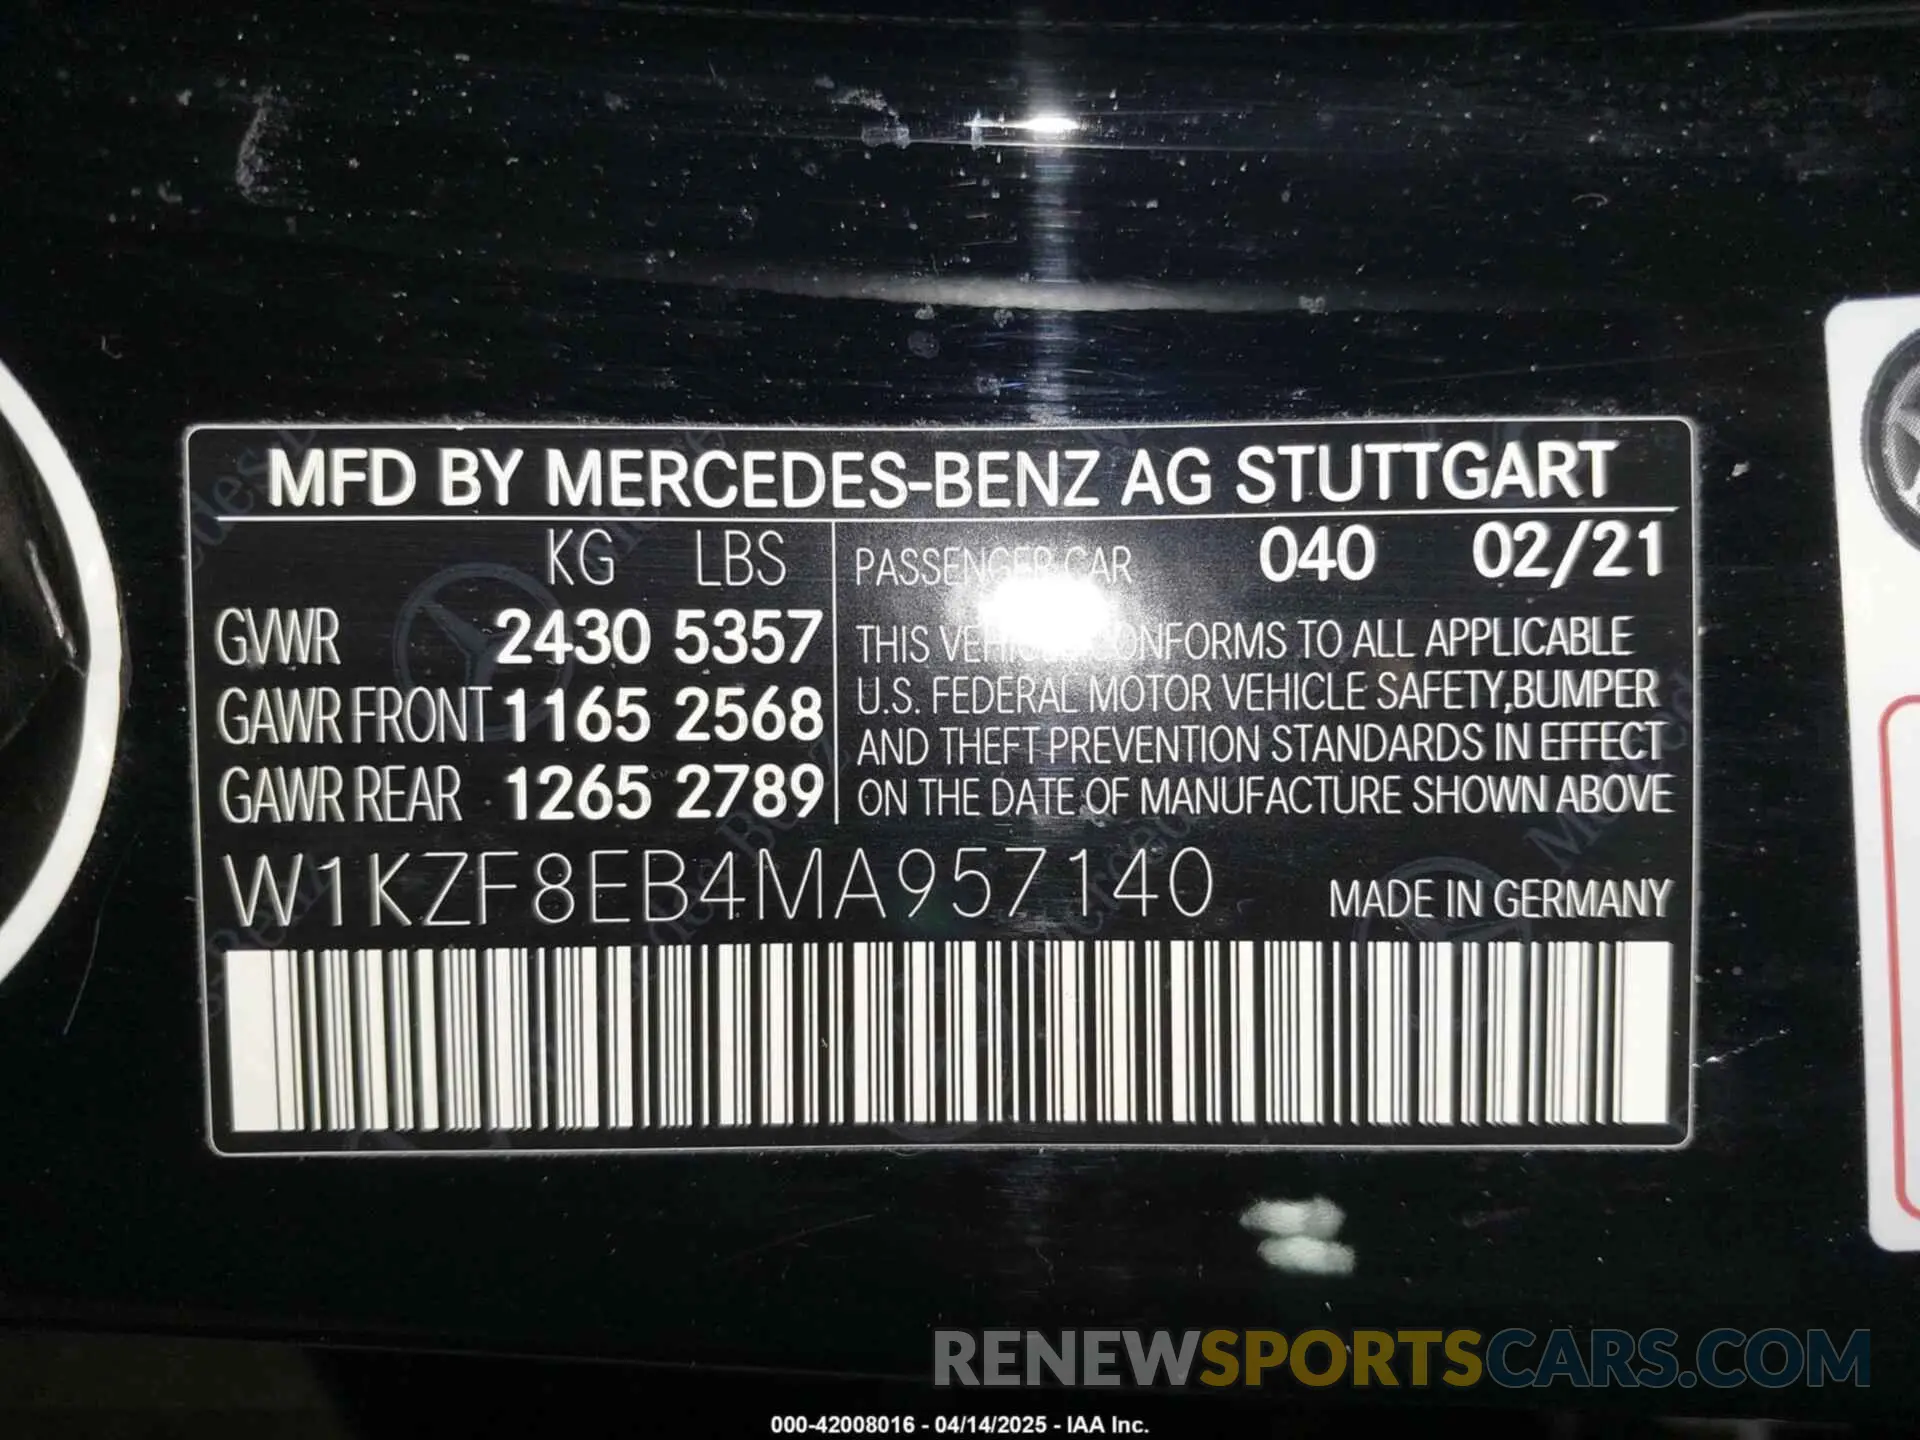 MFD BY MERCEDES-BENZ AG STUTTGART
KG LBS
GVWR 2430 5357
GAWR FRONT 1165 2568
GAWR REAR 1265 2789
PASSENGER CAR 040 02/21
THIS VEHICLE CONFORMS TO ALL APPLICABLE
U.S. FEDERAL MOTOR VEHICLE SAFETY,BUMPER
AND THEFT PREVENTION STANDARDS IN EFFECT
ON THE DATE OF MANUFACTURE SHOWN ABOVE
W1KZF8EB4MA957140 MADE IN GERMANY
RENEWSPORTSCARS.COM
000-42008016 - 04/14/2025 - IAA Inc.